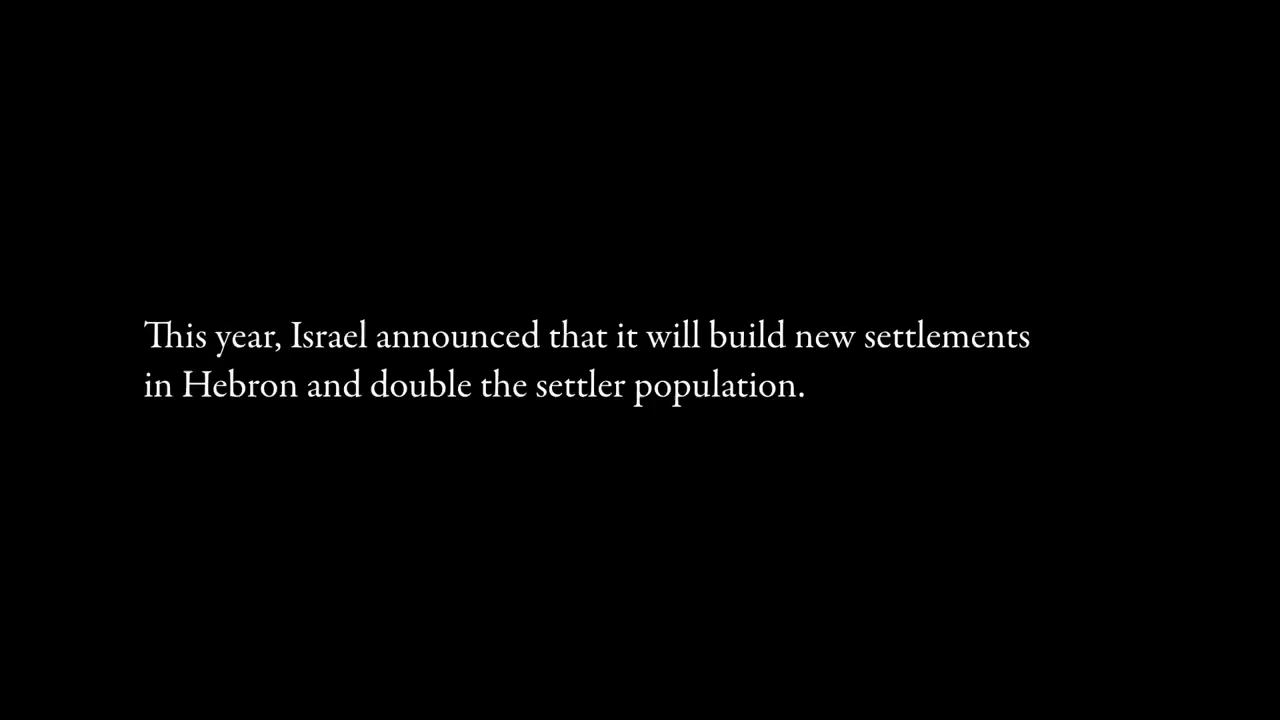 This year, Israel announced that it will build new settlements
in Hebron and double the settler population.